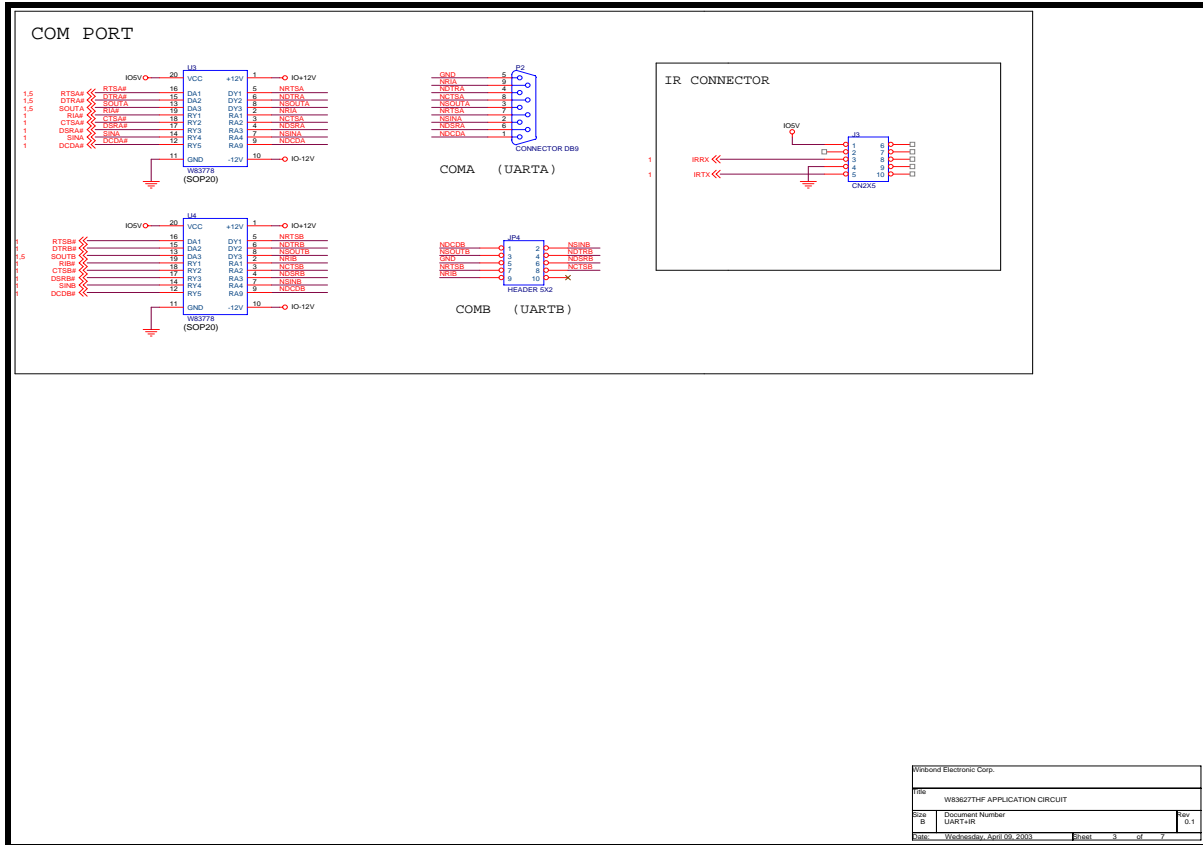 COM PORT
U3
IO5V 20 VCC +12V 1 IO+12V
1,5 RTSA# RTSA# 16 DA1 DY1 5 NRTSA
1,5 DTRA# DTRA# 15 DA2 DY2 6 NDTRA
1,5 SOUTA SOUTA 13 DA3 DY3 8 NSOUTA
1 RIA# RIA# 19 RY1 RA1 2 NRIA
1 CTSA# CTSA# 18 RY2 RA2 3 NCTSA
1 DSRA# DSRA# 17 RY3 RA3 4 NDSRA
1 SINA SINA 14 RY4 RA4 7 NSINA
1 DCDA# DCDA# 12 RY5 RA9 9 NDCDA
11 GND -12V 10 IO-12V
W83778
(SOP20)
P2
GND 5
NRIA 9
NDTRA 4
NCTSA 8
NSOUTA 3
NRTSA 7
NSINA 2
NDSRA 6
NDCDA 1
CONNECTOR DB9
COMA (UARTA)
IR CONNECTOR
IO5V
J3
1 6
2 7
1 IRRX 3 8
4 9
1 IRTX 5 10
CN2X5
U4
IO5V 20 VCC +12V 1 IO+12V
1 RTSB# 16 DA1 DY1 5 NRTSB
1 DTRB# 15 DA2 DY2 6 NDTRB
1,5 SOUTB 13 DA3 DY3 8 NSOUTB
1 RIB# 19 RY1 RA1 2 NRIB
1 CTSB# 18 RY2 RA2 3 NCTSB
1 DSRB# 17 RY3 RA3 4 NDSRB
1 SINB 14 RY4 RA4 7 NSINB
1 DCDB# 12 RY5 RA9 9 NDCDB
11 GND -12V 10 IO-12V
W83778
(SOP20)
JP4
NDCDB 1 2 NSINB
NSOUTB 3 4 NDTRB
GND 5 6 NDSRB
NRTSB 7 8 NCTSB
NRIB 9 10
HEADER 5X2
COMB (UARTB)
Winbond Electronic Corp.
Title
W83627THF APPLICATION CIRCUIT
Size Document Number Rev
B UART+IR 0.1
Date: Wednesday, April 09, 2003 Sheet 3 of 7